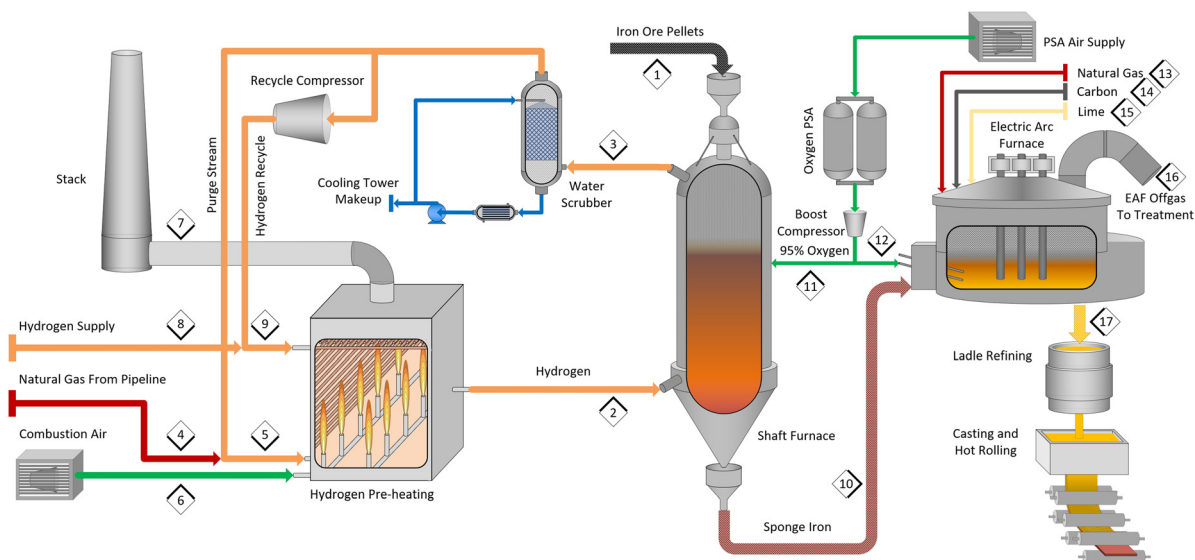 Iron Ore Pellets
1
PSA Air Supply
Natural Gas
13
Carbon
14
Lime
15
Recycle Compressor
Oxygen PSA
Electric Arc
Furnace
3
Purge Stream
Hydrogen Recycle
Stack
Cooling Tower
Makeup
Water
Scrubber
16
EAF Offgas
To Treatment
7
Boost
Compressor
95% Oxygen
12
11
Hydrogen Supply
8
9
17
Natural Gas From Pipeline
Hydrogen
2
Ladle Refining
Combustion Air
4
5
Shaft Furnace
Casting and
Hot Rolling
6
Hydrogen Pre-heating
10
Sponge Iron